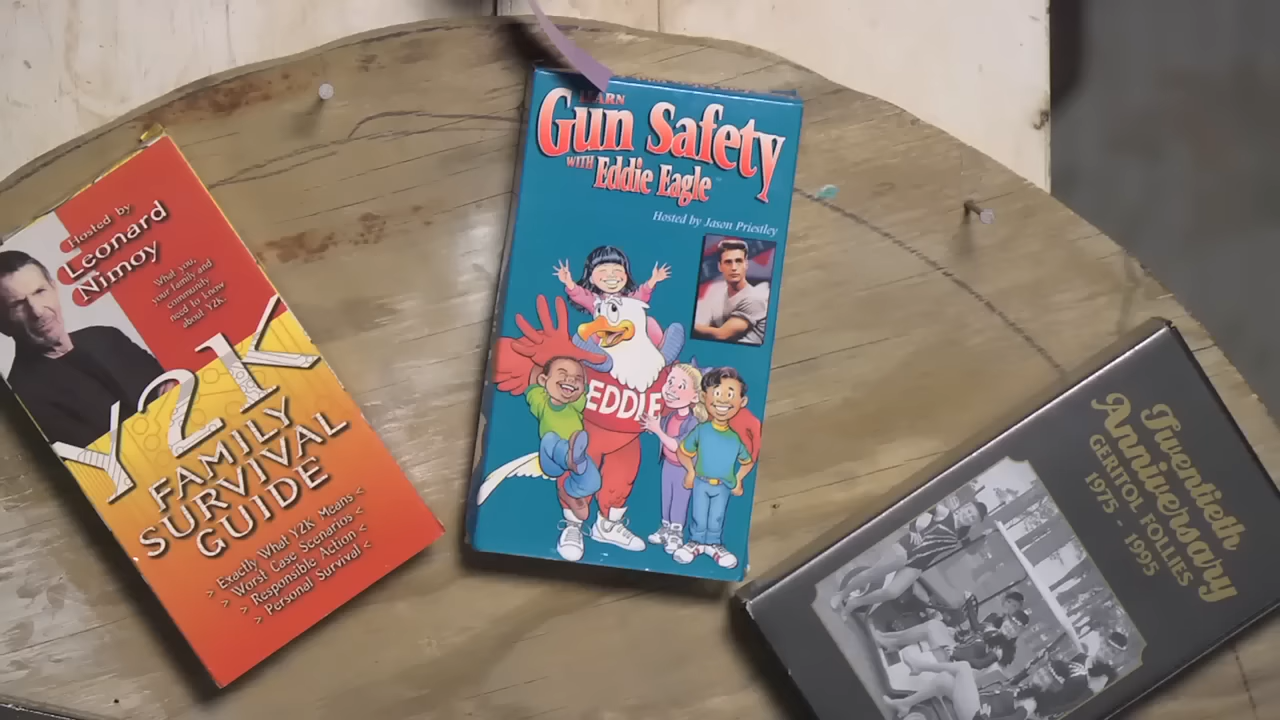 Hosted by
Leonard
Nimoy
What you,
your family and
community
need to know
about Y2K.
Y2K
FAMILY
SURVIVAL
GUIDE
> Exactly What Y2K Means <
> Worst Case Scenarios <
> Responsible Action <
> Personal Survival <
LEARN
Gun Safety
WITH Eddie Eagle
Hosted by Jason Priestley
EDDIE
Twentieth
Anniversary
GERITOL FOLLIES
1975 - 1995